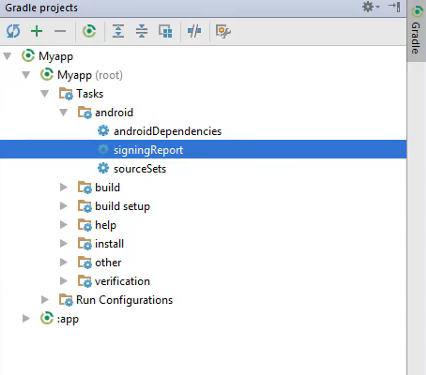 Gradle projects
Gradle
Myapp
Myapp (root)
Tasks
android
androidDependencies
signingReport
sourceSets
build
build setup
help
install
other
verification
Run Configurations
:app